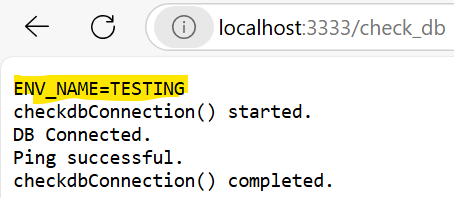 localhost:3333/check_db
ENV_NAME=TESTING
checkdbConnection() started.
DB Connected.
Ping successful.
checkdbConnection() completed.